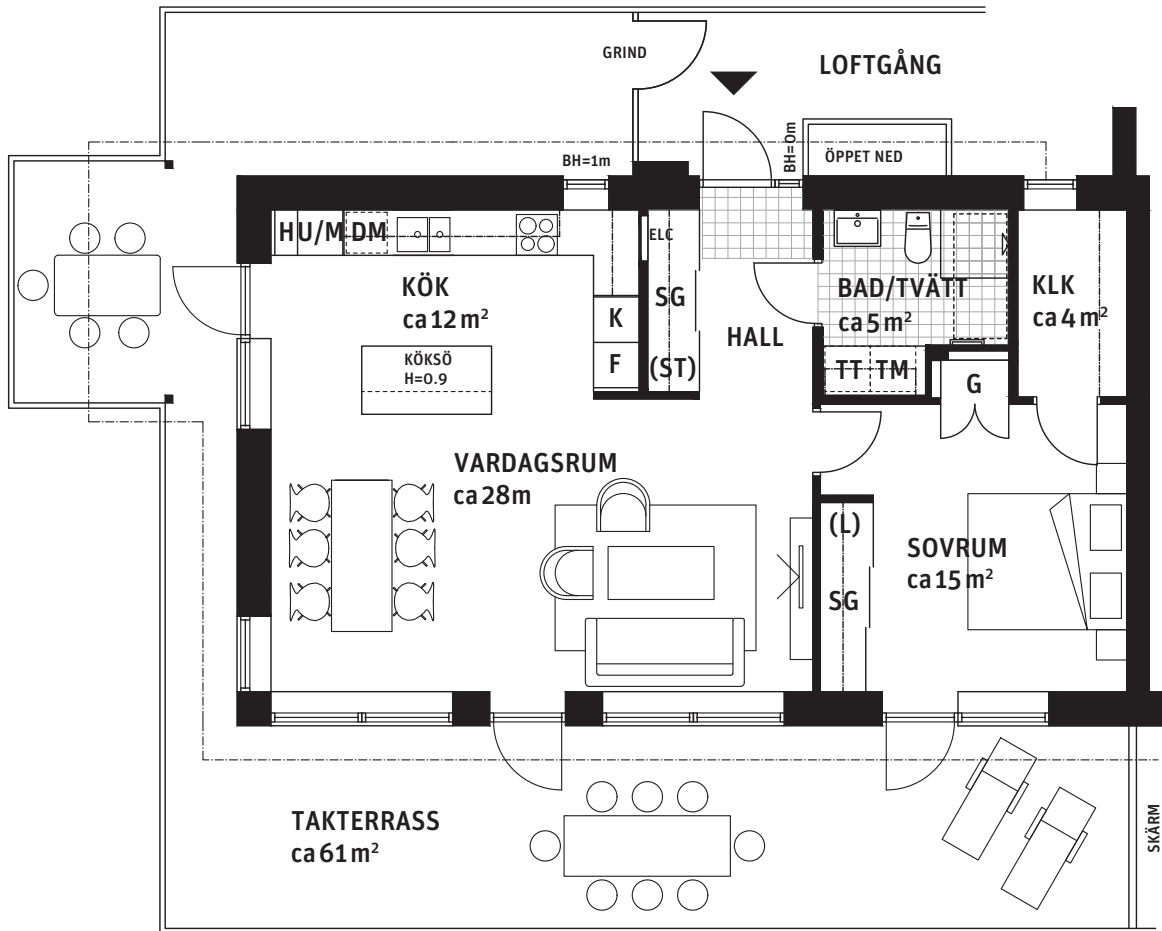 GRIND
LOFTGÅNG
BH=1m
BH=0m
ÖPPET NED
HU/M DM
ELC
KÖK
ca 12 m²
K
F
SG
(ST)
HALL
BAD/TVÄTT
ca 5 m²
KLK
ca 4 m²
KÖKSÖ
H=0.9
TT TM
G
VARDAGSRUM
ca 28m
(L)
SG
SOVRUM
ca 15 m²
TAKTERRASS
ca 61 m²
SKÄRM